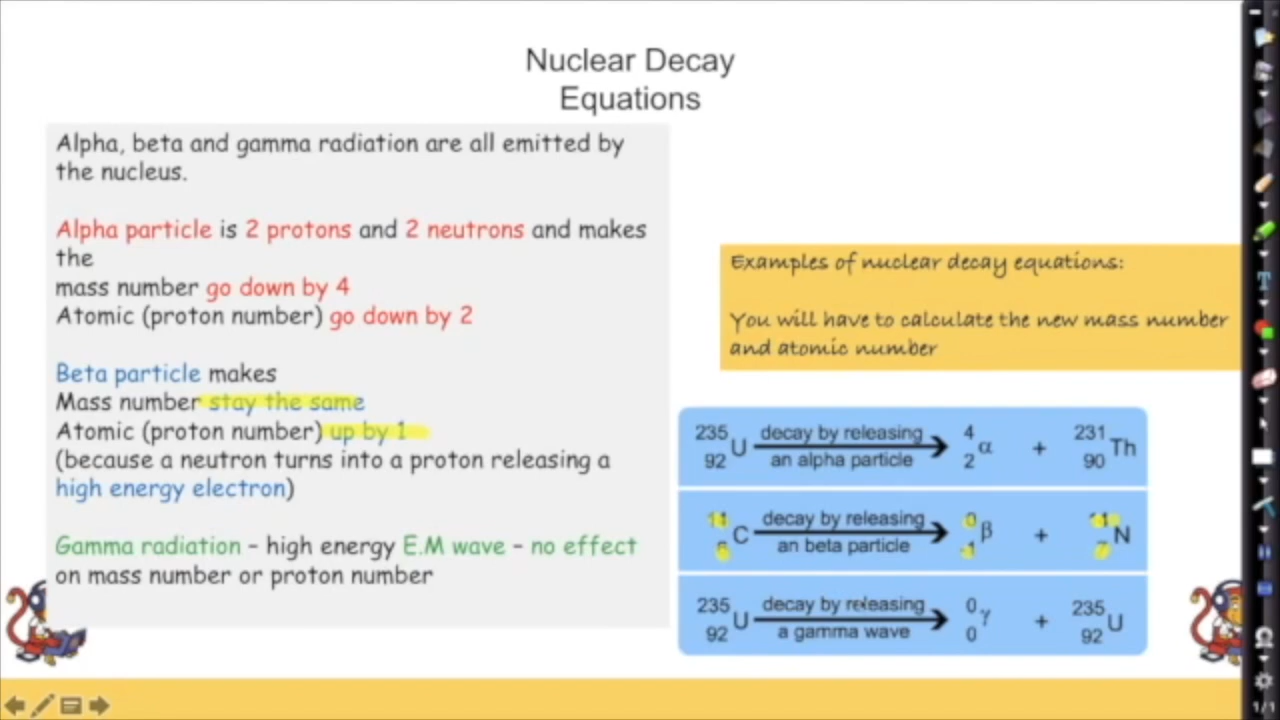 Nuclear Decay
Equations
Alpha, beta and gamma radiation are all emitted by
the nucleus.
Alpha particle is 2 protons and 2 neutrons and makes
the
mass number go down by 4
Atomic (proton number) go down by 2
Beta particle makes
Mass number stay the same
Atomic (proton number) up by 1
(because a neutron turns into a proton releasing a
high energy electron)
Gamma radiation – high energy E.M wave – no effect
on mass number or proton number
Examples of nuclear decay equations:
You will have to calculate the new mass number
and atomic number
235 92 U decay by releasing an alpha particle 4 2 α + 231 90 Th
14 C decay by releasing an beta particle 0 -1 β + N
235 92 U decay by releasing a gamma wave 0 0 γ + 235 92 U
1/1